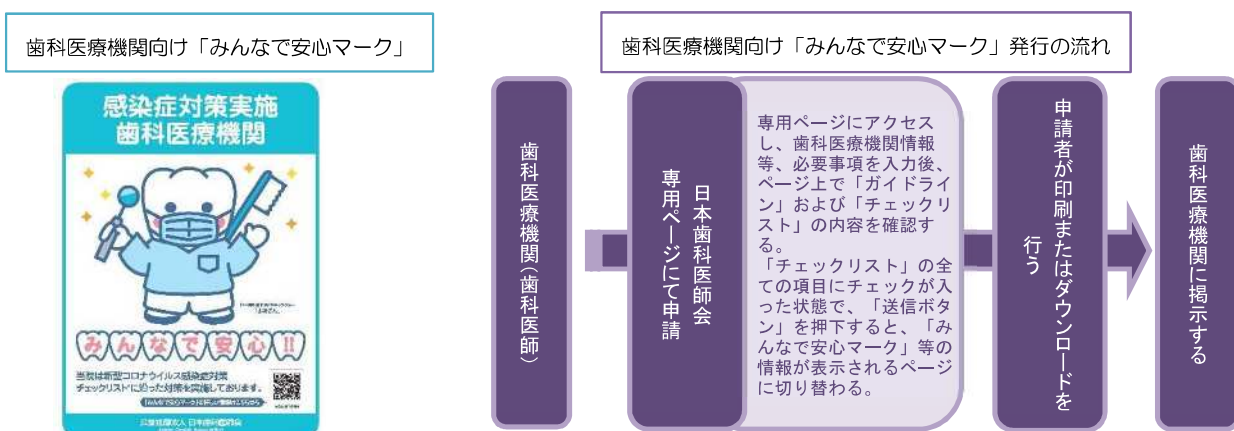 歯科医療機関向け「みんなで安心マーク」
感染症対策実施
歯科医療機関
みんなで安心!!
当院は新型コロナウイルス感染症対策
チェックリストに沿った対策を実施しております。
公益社団法人 日本歯科医師会
歯科医療機関向け「みんなで安心マーク」発行の流れ
歯科医療機関(歯科医師)
日本歯科医師会
専用ページにて申請
専用ページにアクセス
し、歯科医療機関情報
等、必要事項を入力後、
ページ上で「ガイドライ
ン」および「チェックリ
スト」の内容を確認す
る。
「チェックリスト」の全
ての項目にチェックが入
った状態で、「送信ボタ
ン」を押下すると、「み
んなで安心マーク」等の
情報が表示されるページ
に切り替わる。
申請者が印刷またはダウンロードを
行う
歯科医療機関に掲示する